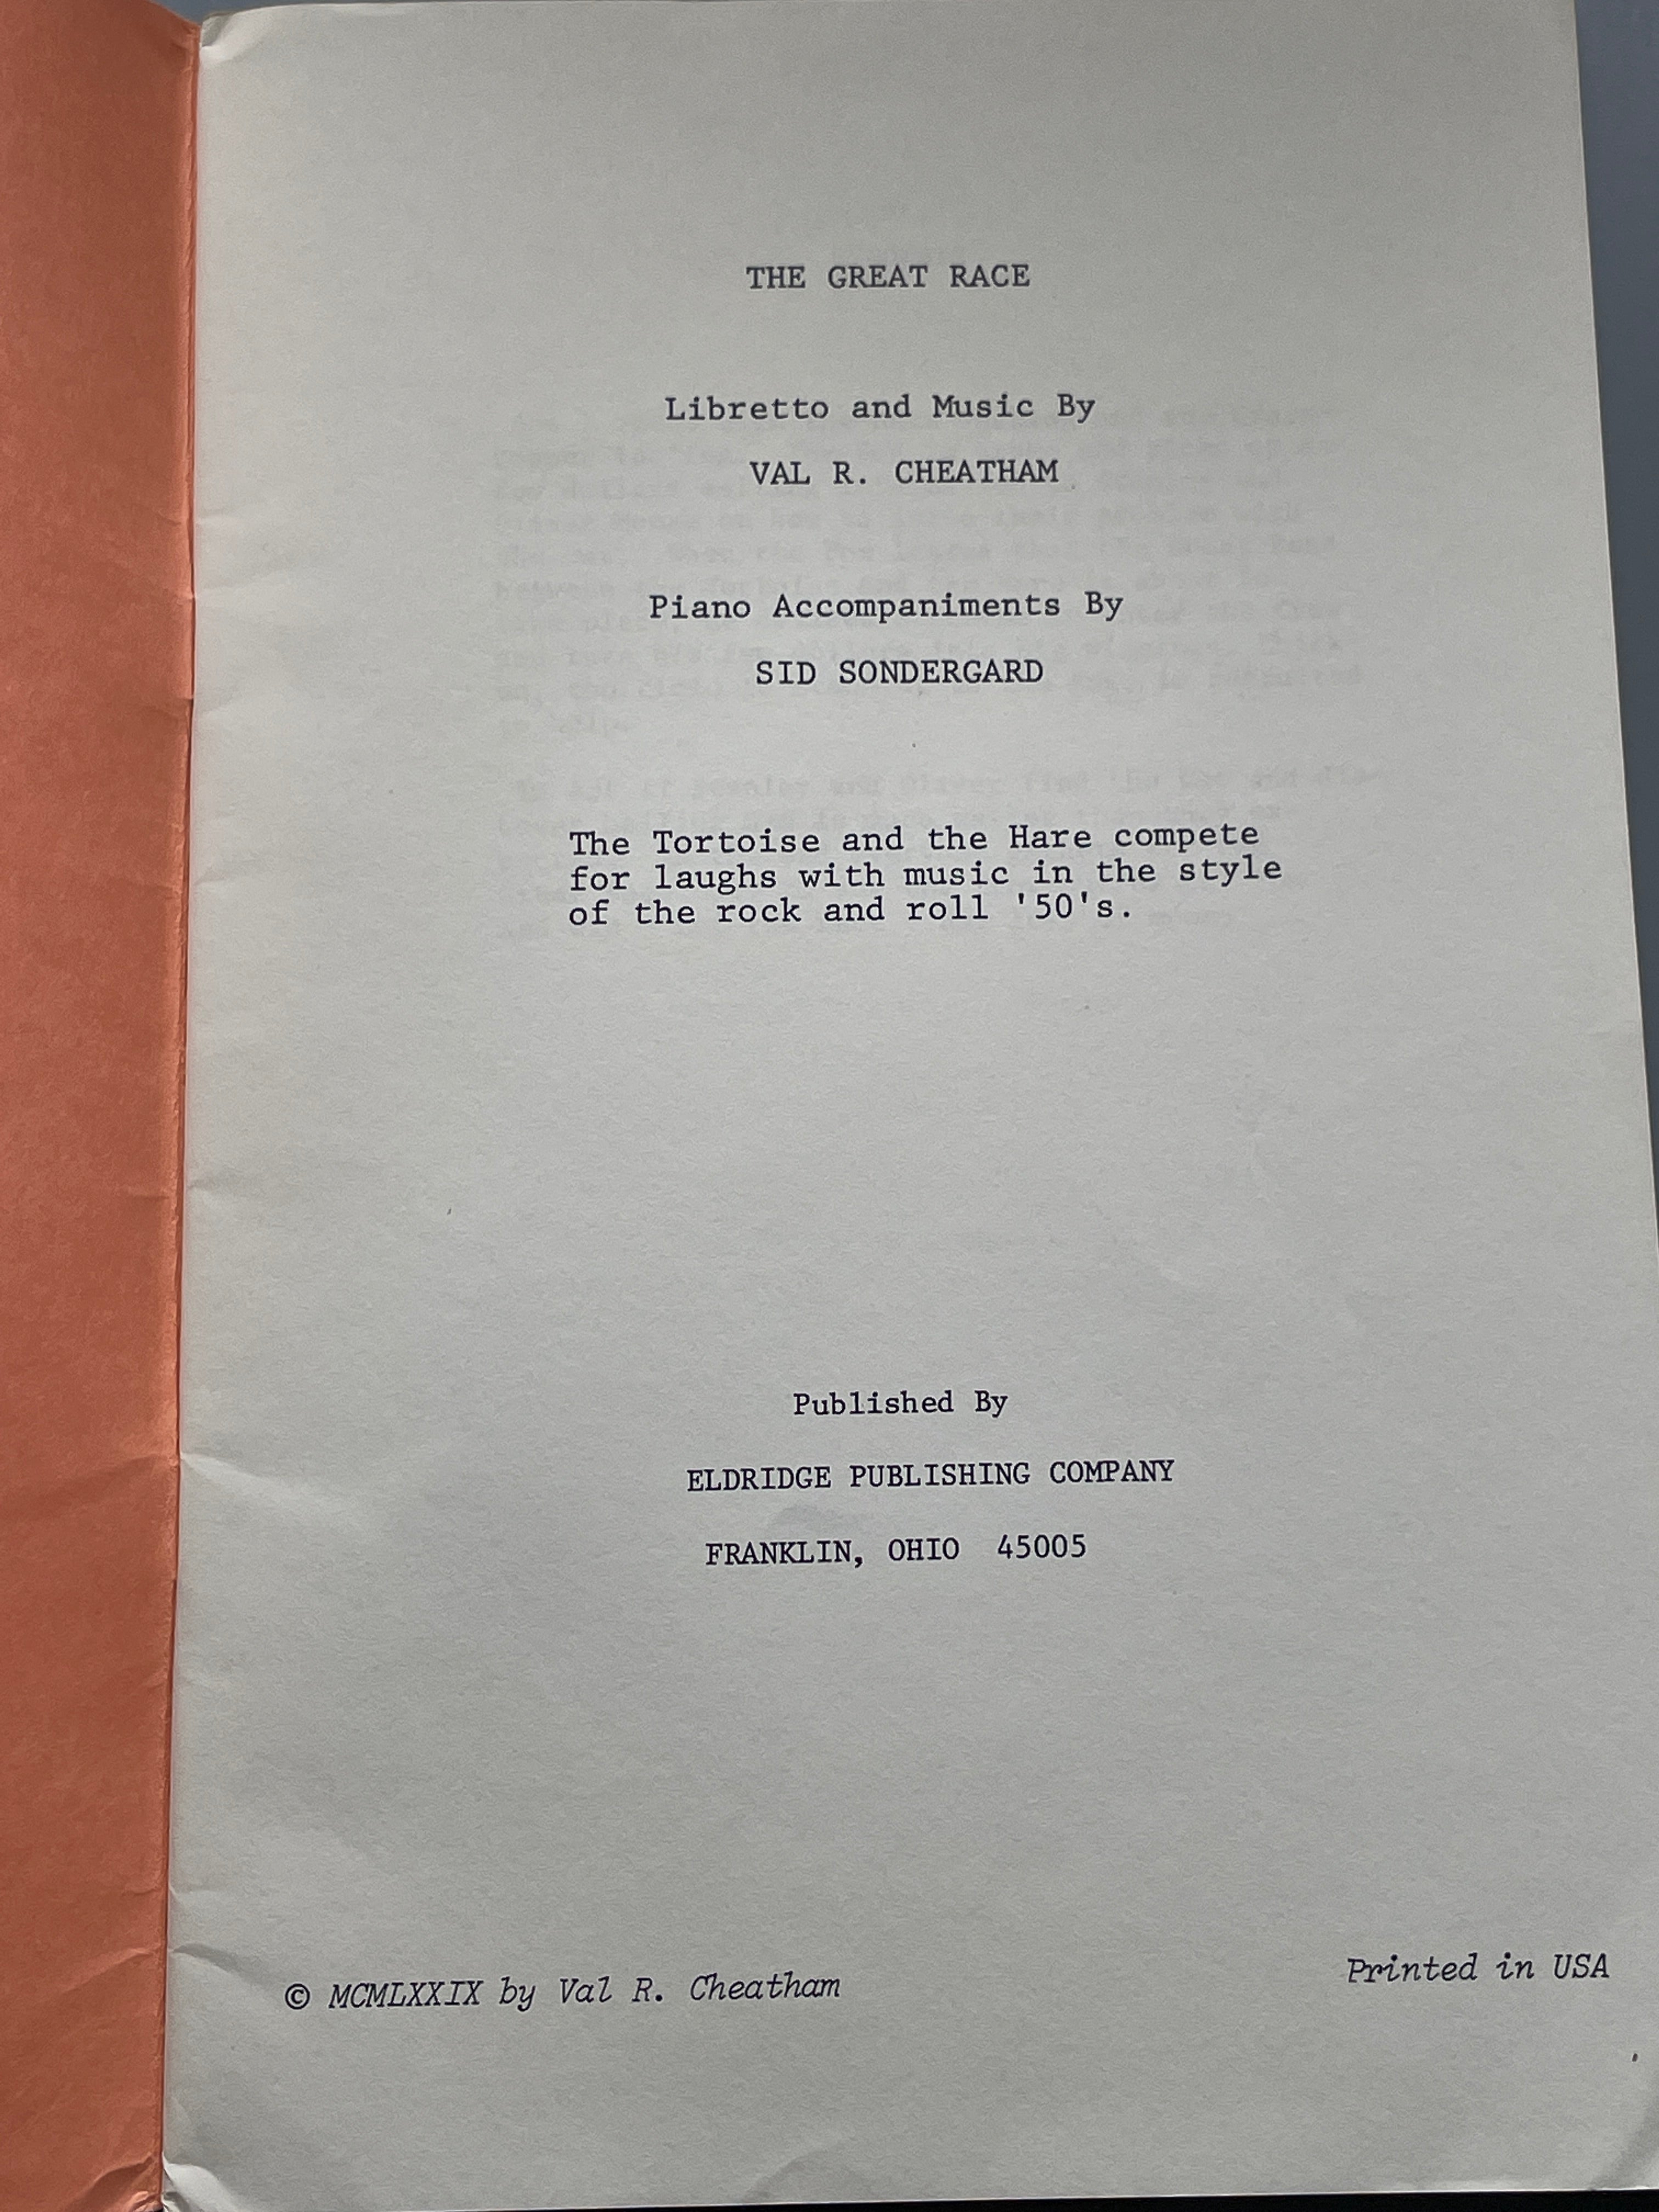 THE GREAT RACE
Libretto and Music By
VAL R. CHEATHAM
Piano Accompaniments By
SID SONDERGARD
The Tortoise and the Hare compete
for laughs with music in the style
of the rock and roll '50's.
Published By
ELDRIDGE PUBLISHING COMPANY
FRANKLIN, OHIO 45005
© MCMLXXIX by Val R. Cheatham
Printed in USA